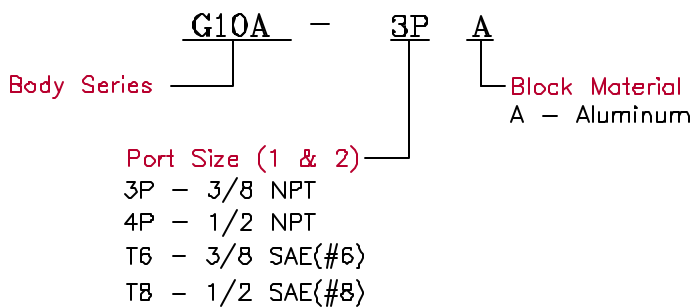 G10A - 3P A
Body Series
Block Material
A - Aluminum
Port Size (1 & 2)
3P - 3/8 NPT
4P - 1/2 NPT
T6 - 3/8 SAE(#6)
T8 - 1/2 SAE(#8)